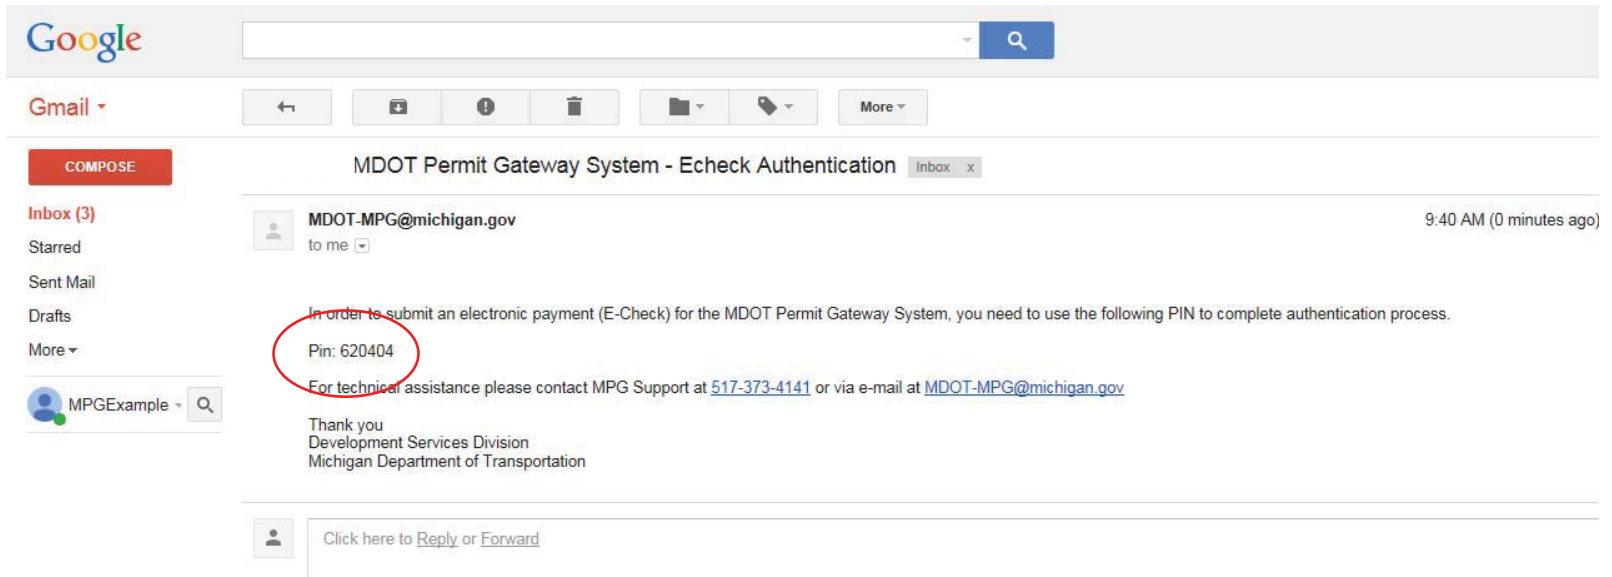 Google
Gmail
More
COMPOSE
MDOT Permit Gateway System - Echeck Authentication Inbox x
Inbox (3)
Starred
Sent Mail
Drafts
More
MPGExample
MDOT-MPG@michigan.gov
9:40 AM (0 minutes ago)
to me
In order to submit an electronic payment (E-Check) for the MDOT Permit Gateway System, you need to use the following PIN to complete authentication process.
Pin: 620404
For technical assistance please contact MPG Support at 517-373-4141 or via e-mail at MDOT-MPG@michigan.gov
Thank you
Development Services Division
Michigan Department of Transportation
Click here to Reply or Forward